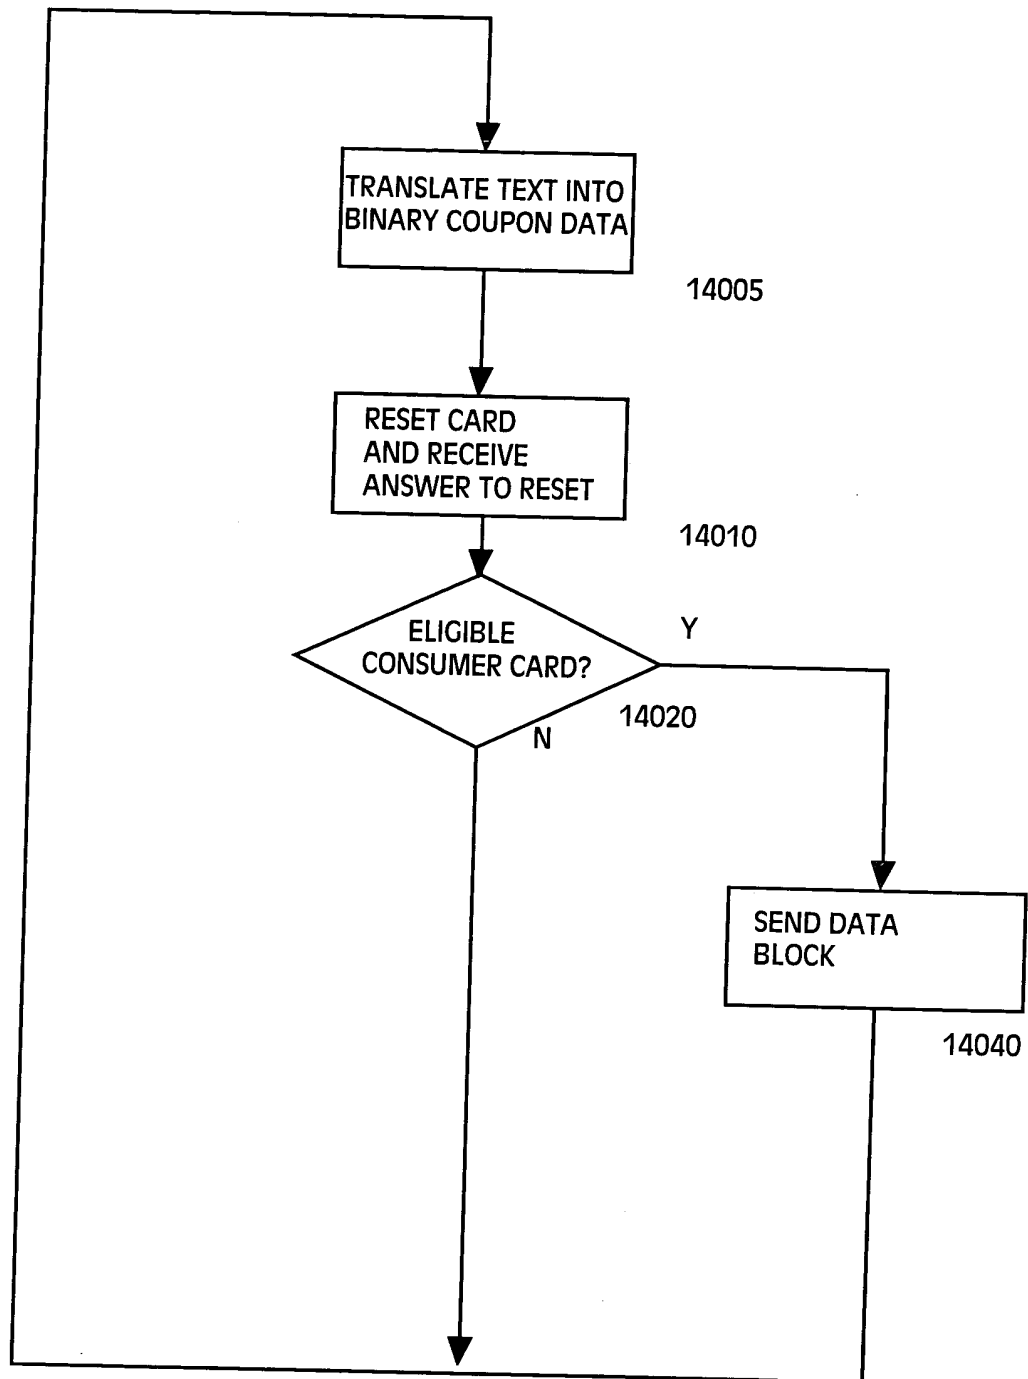 TRANSLATE TEXT INTO
BINARY COUPON DATA
14005
RESET CARD
AND RECEIVE
ANSWER TO RESET
14010
ELIGIBLE
CONSUMER CARD?
Y
14020
N
SEND DATA
BLOCK
14040